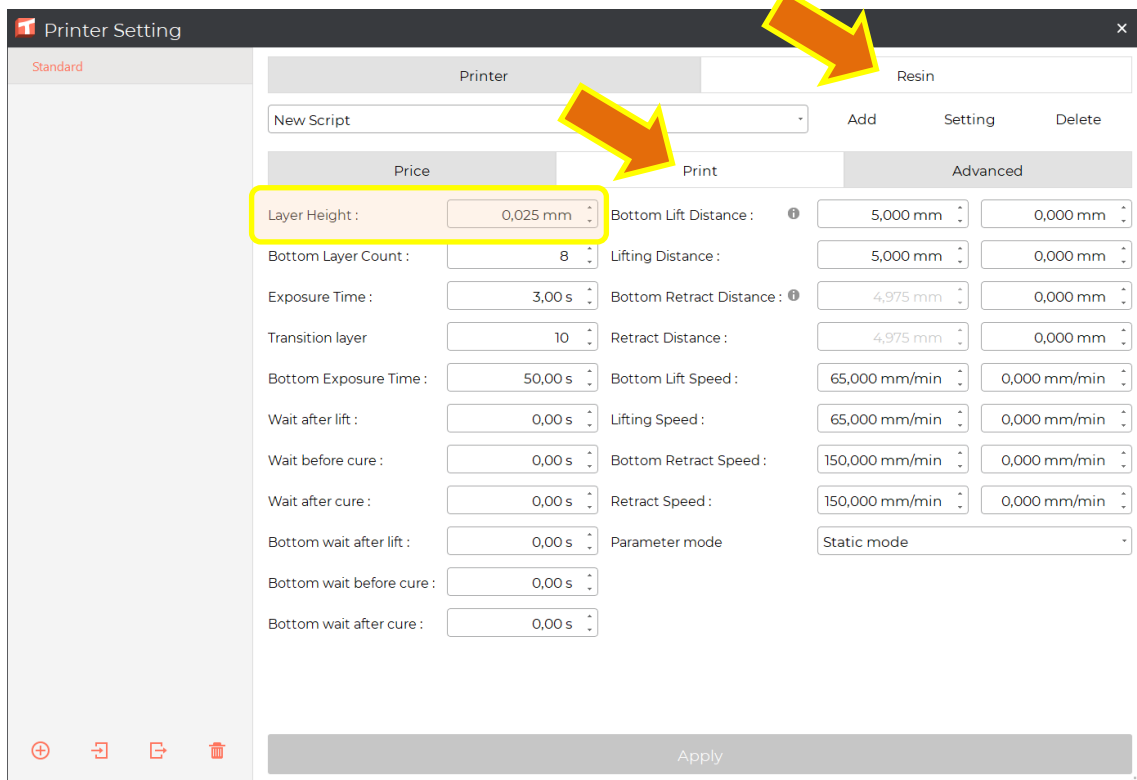 Printer Setting
Standard
Printer Resin
New Script Add Setting Delete
Price Print Advanced
Layer Height : 0,025 mm Bottom Lift Distance : 5,000 mm 0,000 mm
Bottom Layer Count : 8 Lifting Distance : 5,000 mm 0,000 mm
Exposure Time : 3,00 s Bottom Retract Distance : 4,975 mm 0,000 mm
Transition layer 10 Retract Distance : 4,975 mm 0,000 mm
Bottom Exposure Time : 50,00 s Bottom Lift Speed : 65,000 mm/min 0,000 mm/min
Wait after lift : 0,00 s Lifting Speed : 65,000 mm/min 0,000 mm/min
Wait before cure : 0,00 s Bottom Retract Speed : 150,000 mm/min 0,000 mm/min
Wait after cure : 0,00 s Retract Speed : 150,000 mm/min 0,000 mm/min
Bottom wait after lift : 0,00 s Parameter mode Static mode
Bottom wait before cure : 0,00 s
Bottom wait after cure : 0,00 s
Apply